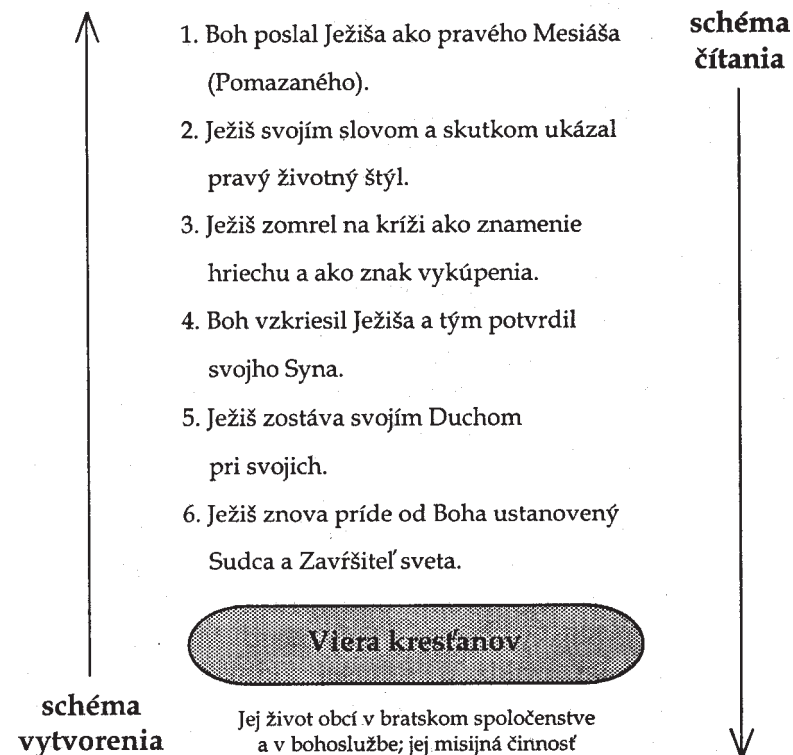 schéma
čítania
1. Boh poslal Ježiša ako pravého Mesiáša
(Pomazaného).
2. Ježiš svojím slovom a skutkom ukázal
pravý životný štýl.
3. Ježiš zomrel na kríži ako znamenie
hriechu a ako znak vykúpenia.
4. Boh vzkriesil Ježiša a tým potvrdil
svojho Syna.
5. Ježiš zostáva svojím Duchom
pri svojich.
6. Ježiš znova príde od Boha ustanovený
Sudca a Zavŕšiteľ sveta.
Viera kresťanov
schéma
vytvorenia
Jej život obcí v bratskom spoločenstve
a v bohoslužbe; jej misijná činnosť